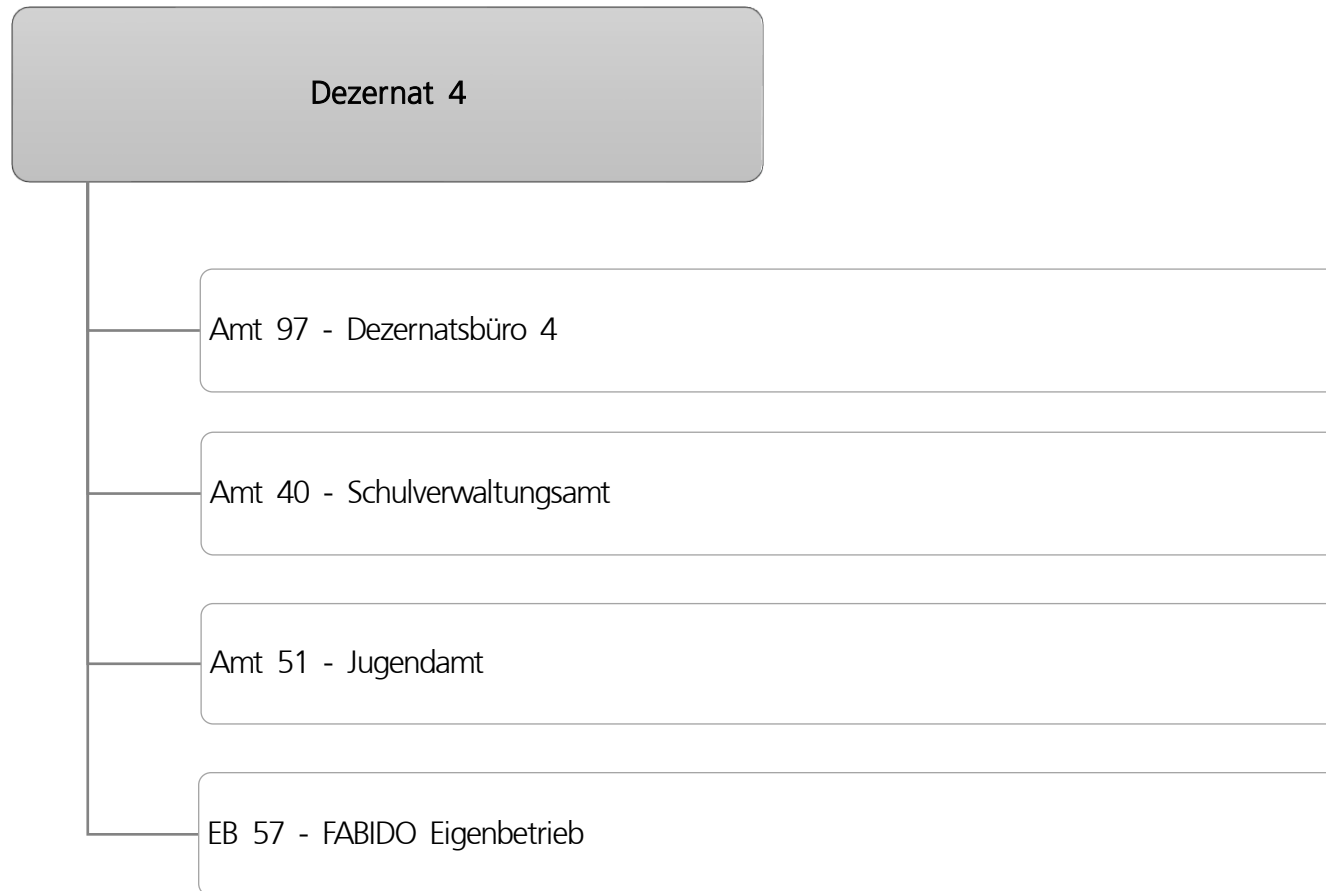 Dezernat 4
Amt 97 - Dezernatsbüro 4
Amt 40 - Schulverwaltungsamt
Amt 51 - Jugendamt
EB 57 - FABIDO Eigenbetrieb